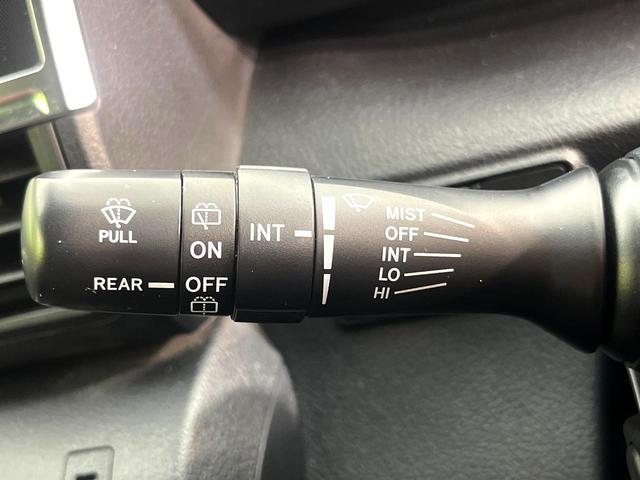 PULL
REAR
ON
OFF
INT
MIST
OFF
INT
LO
HI